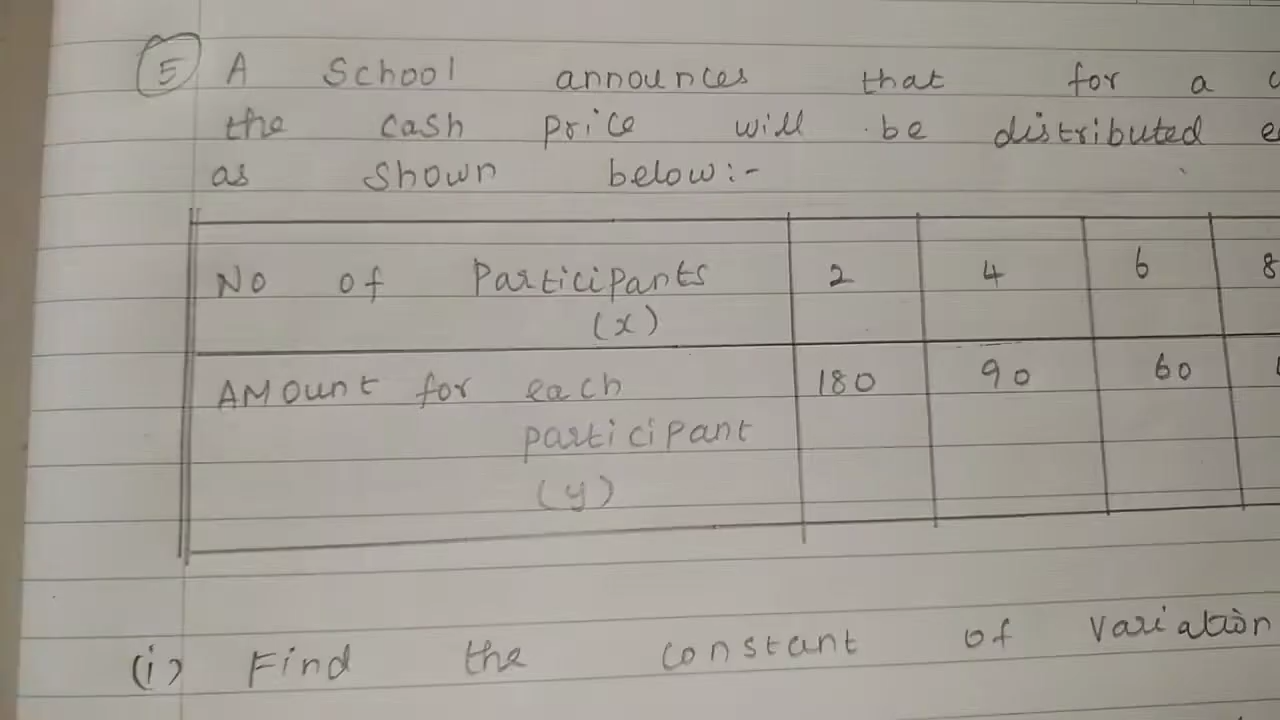 5 A School announces that for a
the cash price will be distributed
as shown below:-
No of Participants 2 4 6 8
(x)
AMount for each 180 90 60
participant
(y)
(i) Find the constant of variation